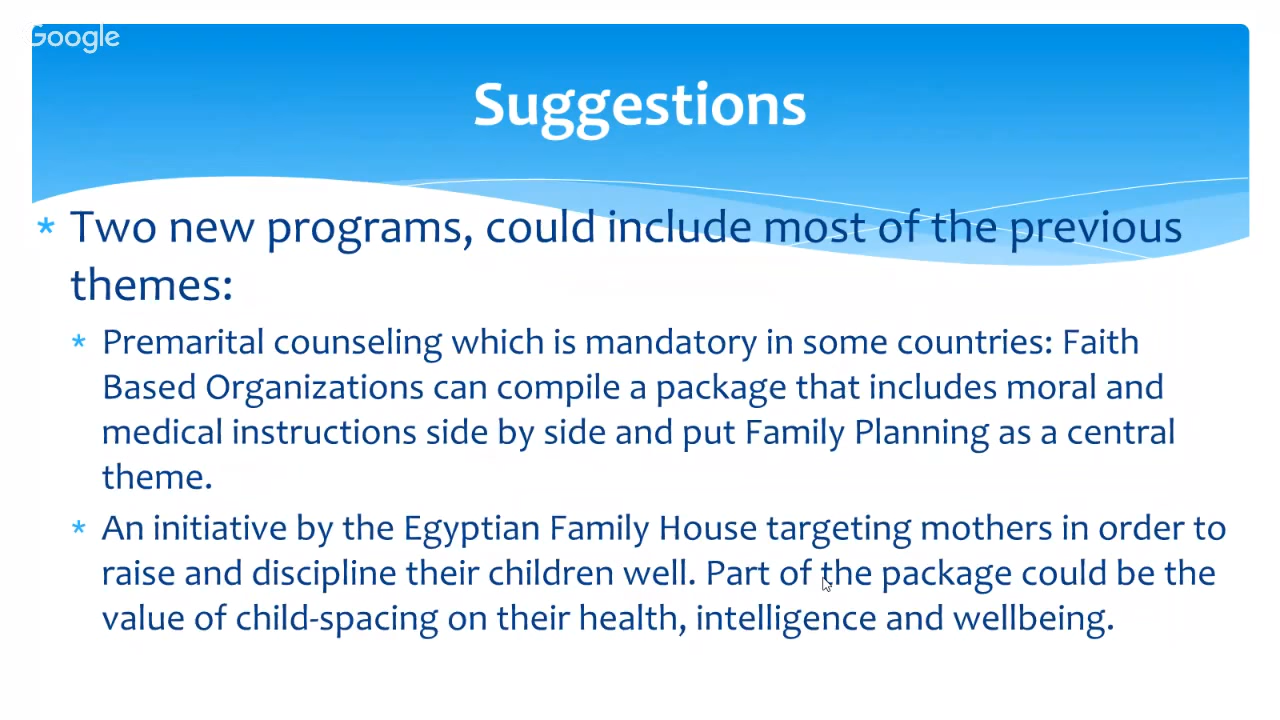 Google
Suggestions
* Two new programs, could include most of the previous
themes:
* Premarital counseling which is mandatory in some countries: Faith
Based Organizations can compile a package that includes moral and
medical instructions side by side and put Family Planning as a central
theme.
* An initiative by the Egyptian Family House targeting mothers in order to
raise and discipline their children well. Part of the package could be the
value of child-spacing on their health, intelligence and wellbeing.